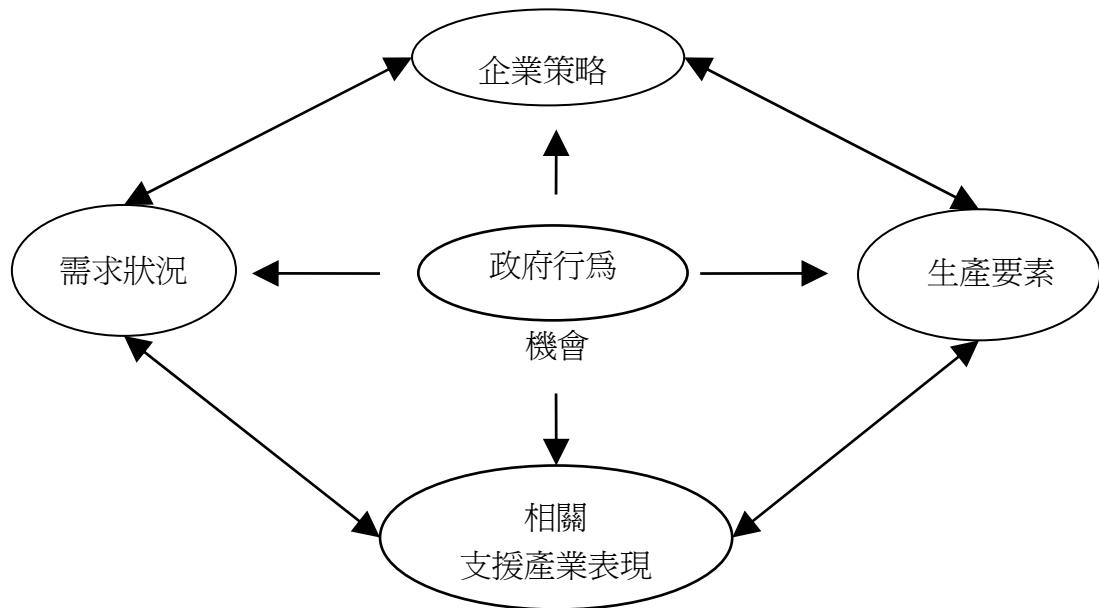 企業策略
需求狀況
政府行爲
生產要素
機會
相關
支援產業表現